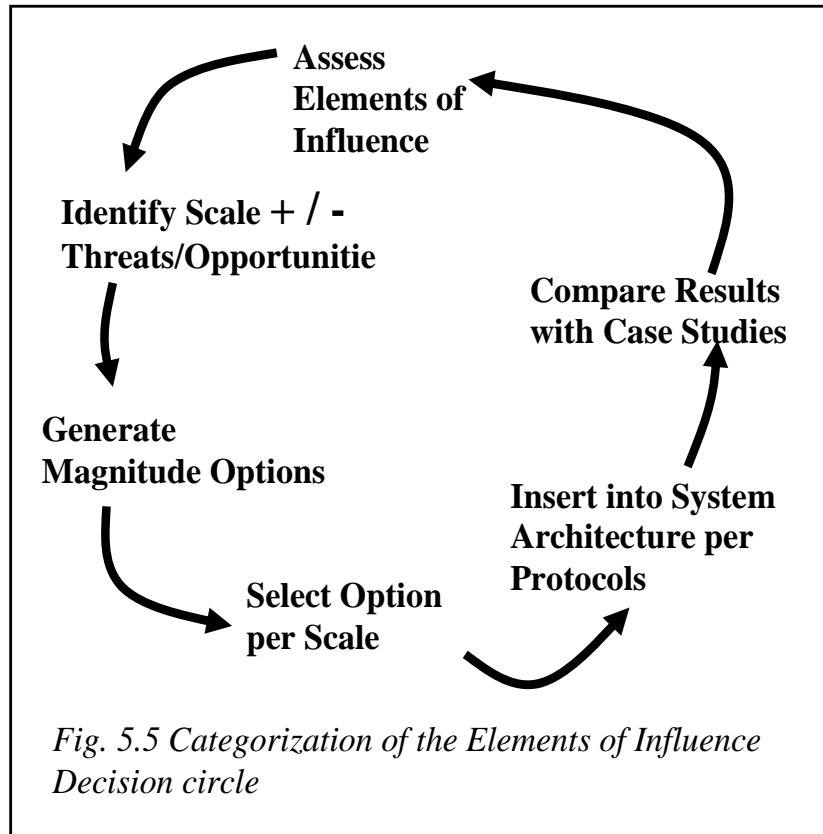 Assess
Elements of
Influence
Identify Scale + / -
Threats/Opportunitie
Generate
Magnitude Options
Select Option
per Scale
Insert into System
Architecture per
Protocols
Compare Results
with Case Studies
Fig. 5.5 Categorization of the Elements of Influence
Decision circle